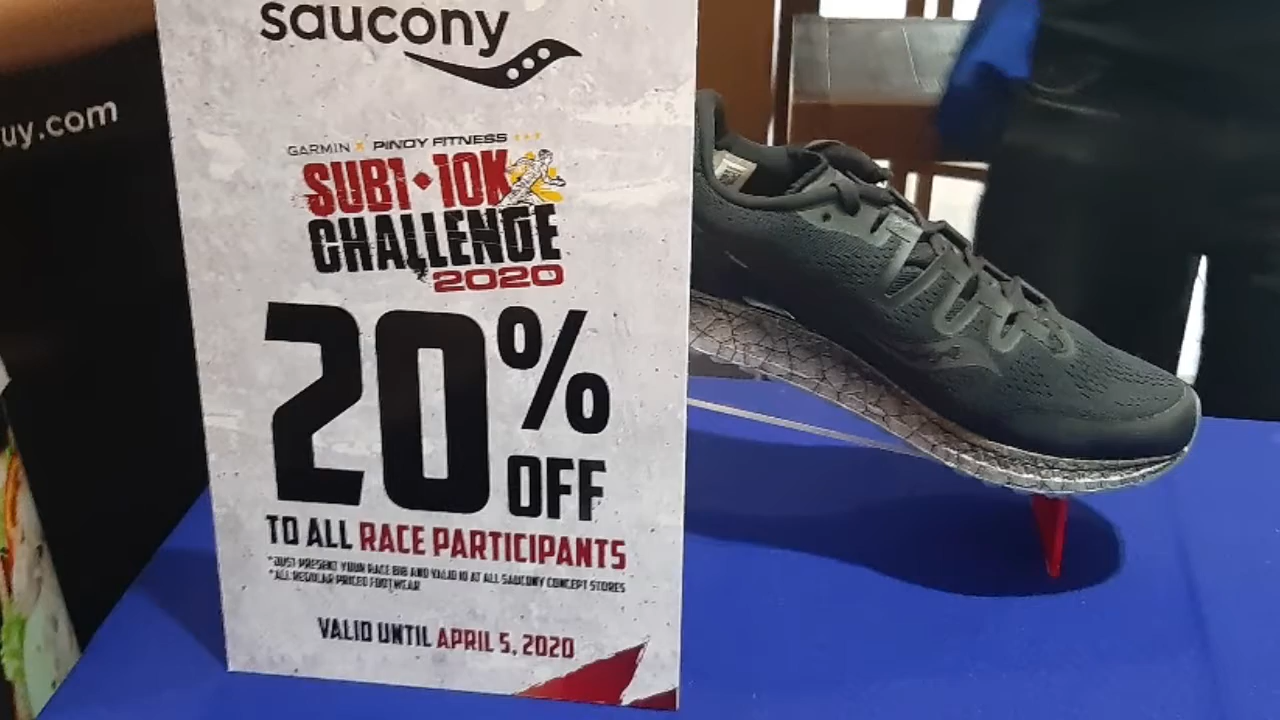 saucony
uy.com
GARMIN X PINOY FITNESS
SUB1•10K
CHALLENGE
2020
20%
OFF
TO ALL RACE PARTICIPANTS
*JUST PRESENT YOUR RACE BIB AND VALID ID AT ALL SAUCONY CONCEPT STORES
*ALL REGULAR PRICED FOOTWEAR
VALID UNTIL APRIL 5, 2020